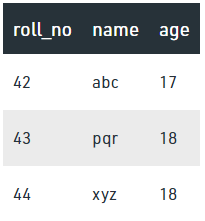 roll_no name age
42 abc 17
43 pqr 18
44 xyz 18